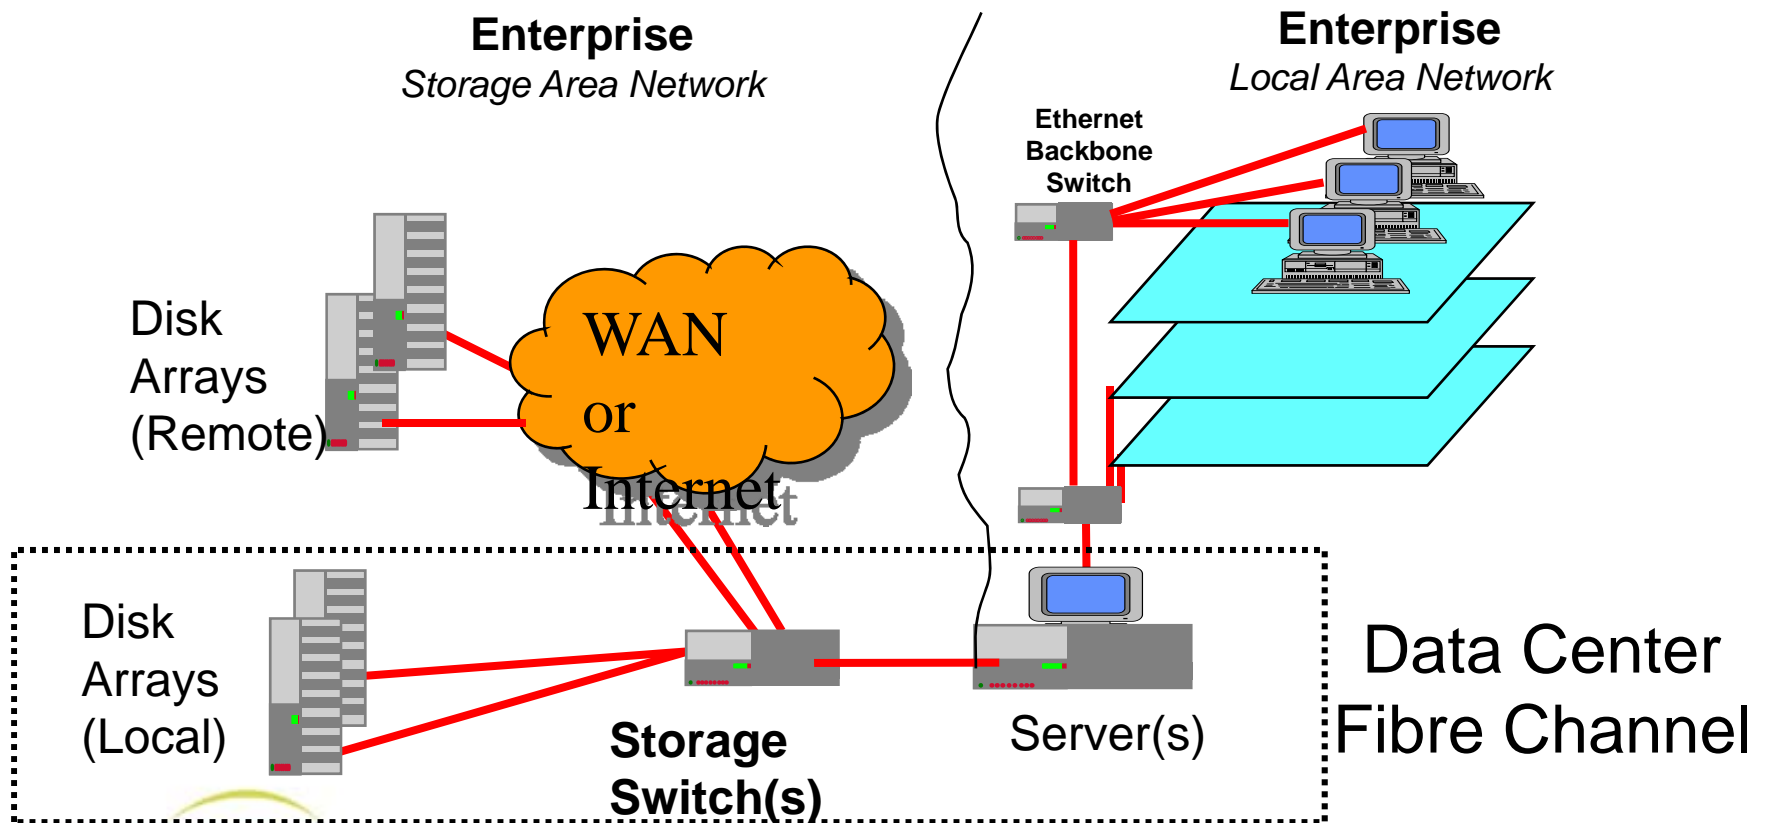 Enterprise
Storage Area Network
Enterprise
Local Area Network
Ethernet
Backbone
Switch
Disk
Arrays
(Remote)
WAN
or
Internet
Disk
Arrays
(Local)
Storage
Switch(s)
Server(s)
Data Center
Fibre Channel